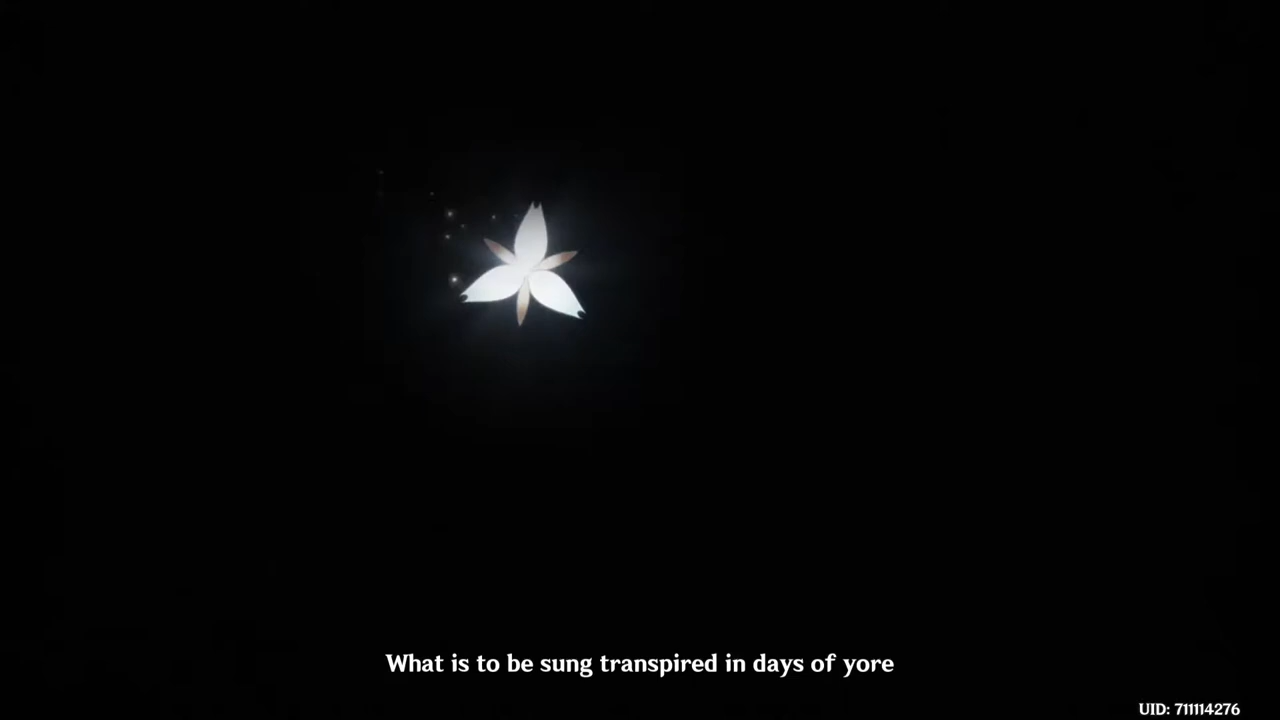 What is to be sung transpired in days of yore
UID: 711114276